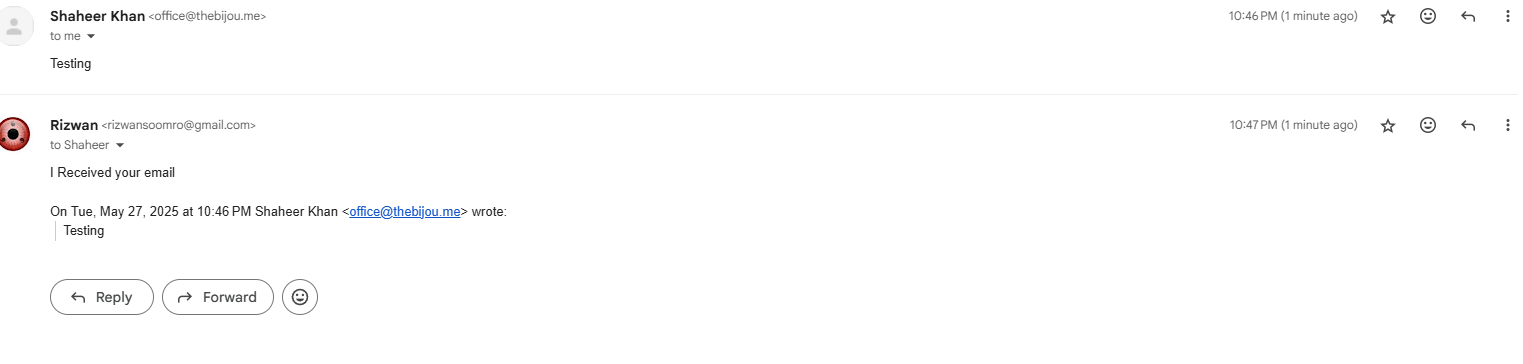 Shaheer Khan <office@thebijou.me> 10:46 PM (1 minute ago)
to me
Testing
Rizwan <rizwansoomro@gmail.com> 10:47 PM (1 minute ago)
to Shaheer
I Received your email
On Tue, May 27, 2025 at 10:46 PM Shaheer Khan <office@thebijou.me> wrote:
Testing
Reply Forward